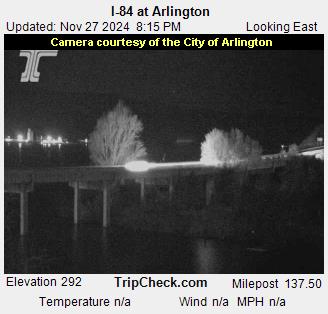 I-84 at Arlington
Updated: Nov 27 2024 8:15 PM Looking East
Camera courtesy of the City of Arlington
Elevation 292 TripCheck.com Milepost 137.50
Temperature n/a Wind n/a MPH n/a